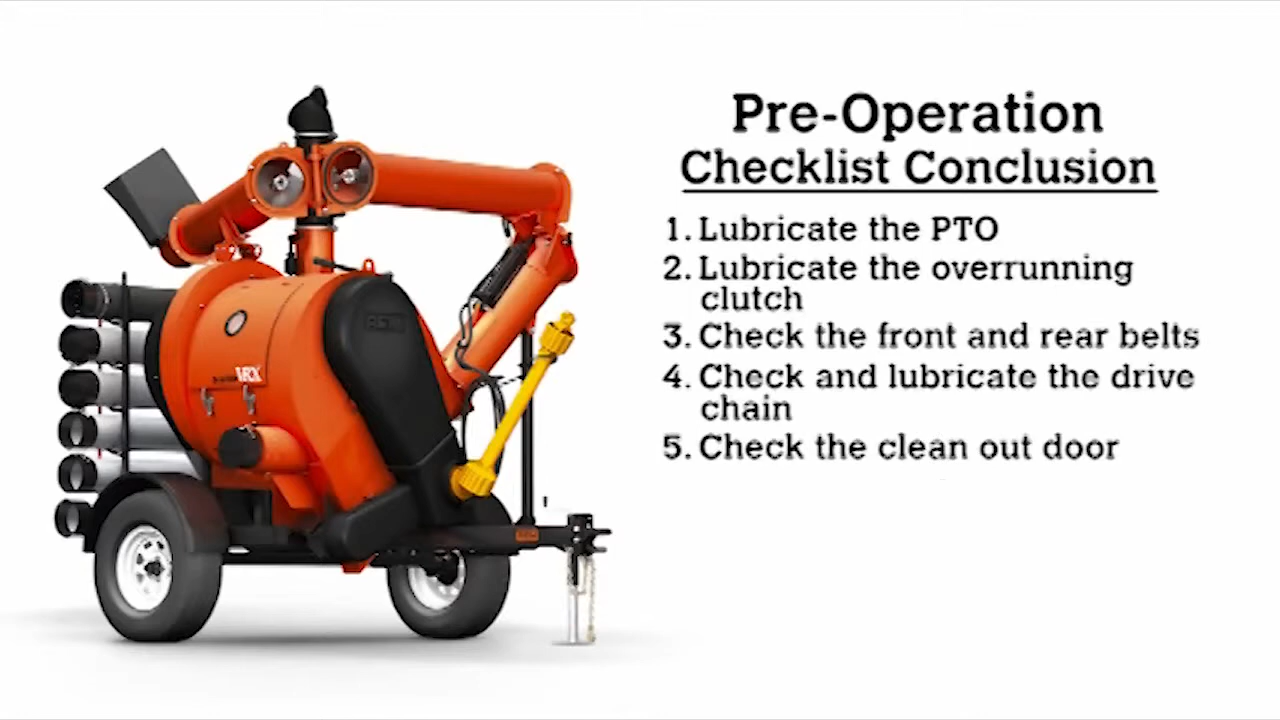 Pre-Operation
Checklist Conclusion
1. Lubricate the PTO
2. Lubricate the overrunning
clutch
3. Check the front and rear belts
4. Check and lubricate the drive
chain
5. Check the clean out door
VRX